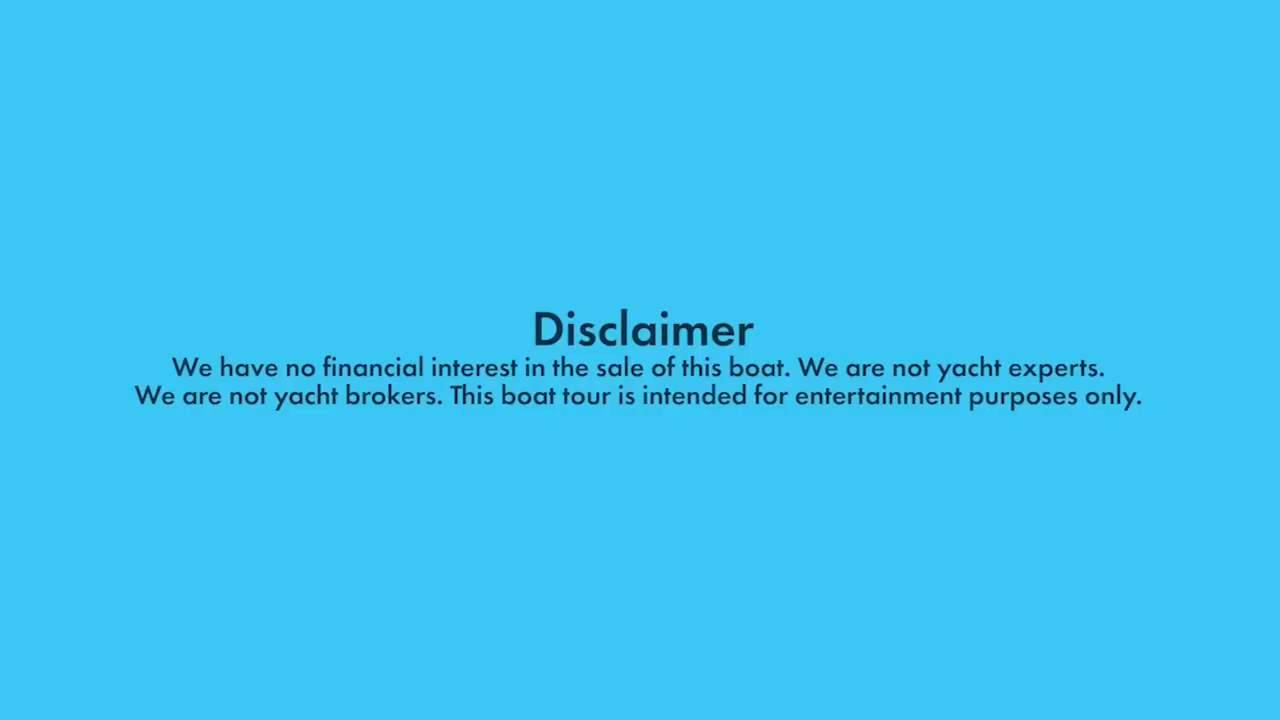 Disclaimer
We have no financial interest in the sale of this boat. We are not yacht experts.
We are not yacht brokers. This boat tour is intended for entertainment purposes only.